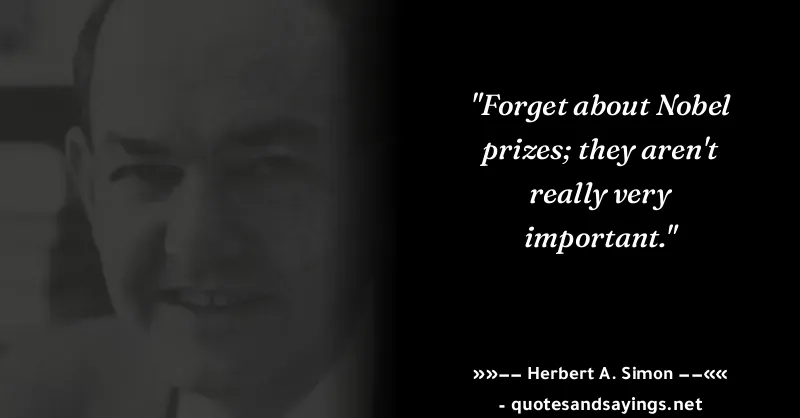 "Forget about Nobel
prizes; they aren't
really very
important."
»»−− Herbert A. Simon −−««
- quotesandsayings.net